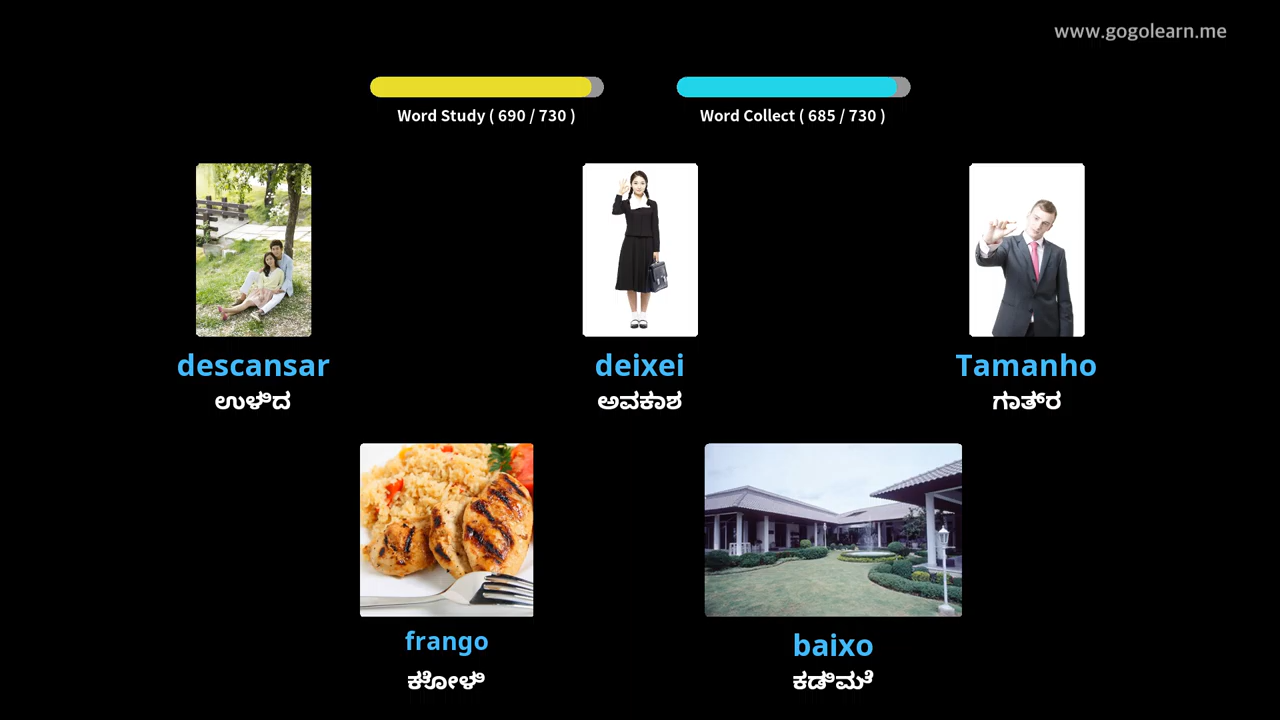 www.gogolearn.me
Word Study ( 690 / 730 )
Word Collect ( 685 / 730 )
descansar
ಉಳಿದ
deixei
ಅವಕಾಶ
Tamanho
ಗಾತ್ರ
frango
ಕೋಳಿ
baixo
ಕಡಿಮೆ